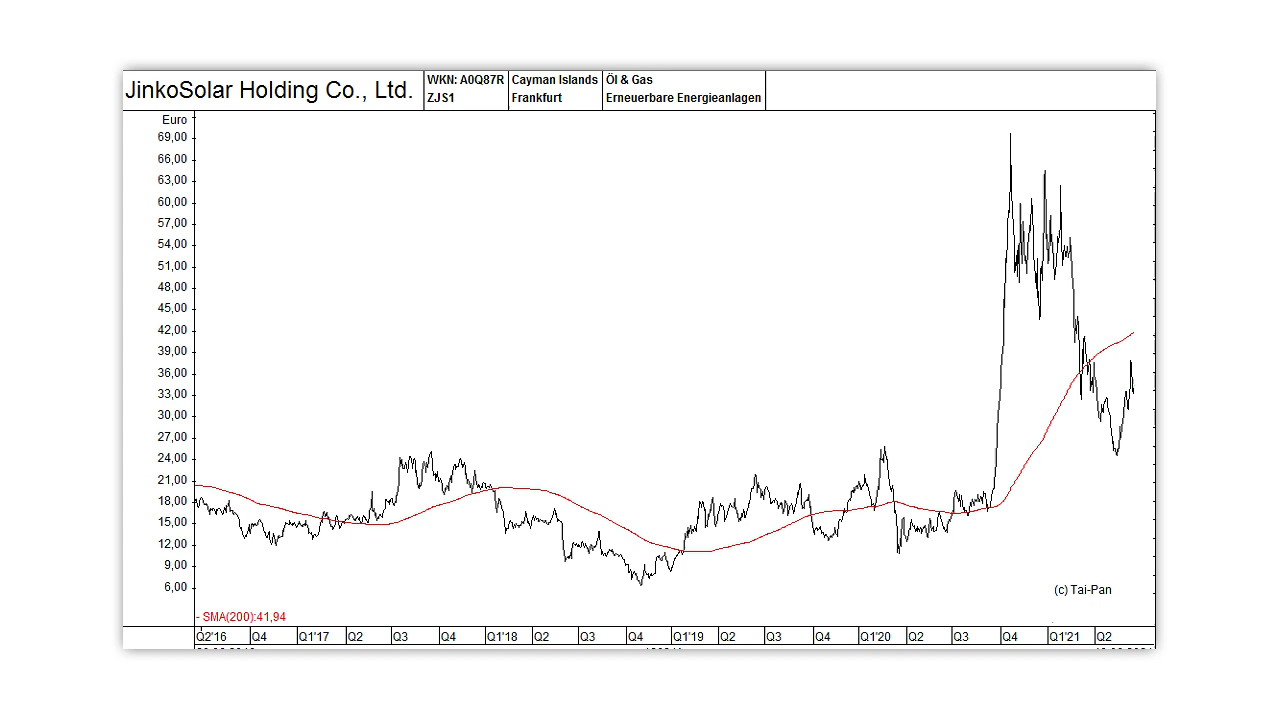 JinkoSolar Holding Co., Ltd.
WKN: A0Q87R
ZJS1
Cayman Islands
Frankfurt
Öl & Gas
Erneuerbare Energieanlagen
Euro
69,00
66,00
63,00
60,00
57,00
54,00
51,00
48,00
45,00
42,00
39,00
36,00
33,00
30,00
27,00
24,00
21,00
18,00
15,00
12,00
9,00
6,00
(c) Tai-Pan
- SMA(200):41,94
Q2'16 Q4 Q1'17 Q2 Q3 Q4 Q1'18 Q2 Q3 Q4 Q1'19 Q2 Q3 Q4 Q1'20 Q2 Q3 Q4 Q1'21 Q2